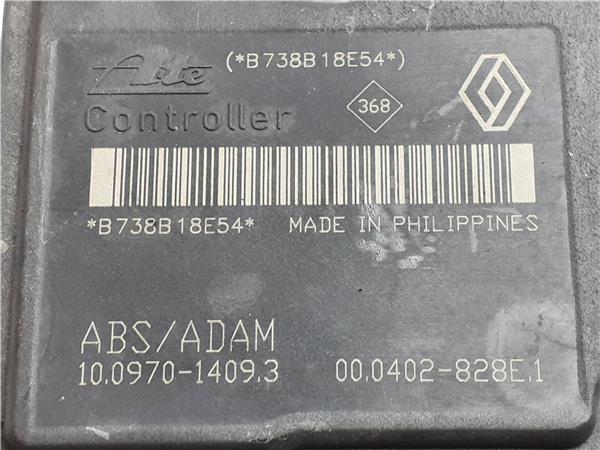 Ate (*B738B18E54*)
Controller 368
*B738B18E54* MADE IN PHILIPPINES
ABS/ADAM
10.0970-1409.3 00.0402-828E.1